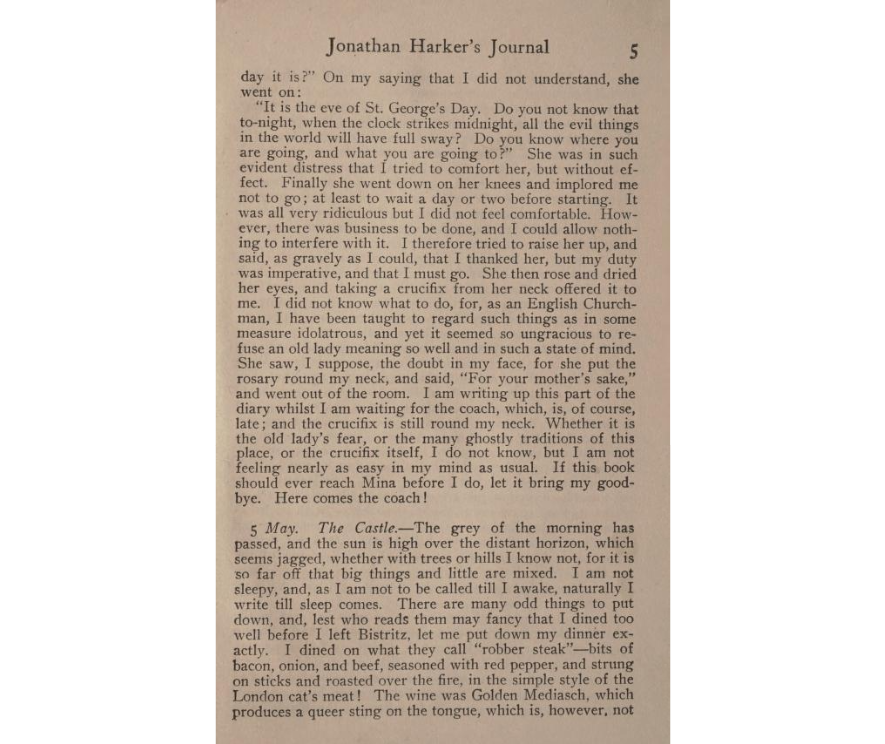 Jonathan Harker's Journal 5
day it is?" On my saying that I did not understand, she
went on:
"It is the eve of St. George's Day. Do you not know that
to-night, when the clock strikes midnight, all the evil things
in the world will have full sway? Do you know where you
are going, and what you are going to?" She was in such
evident distress that I tried to comfort her, but without ef-
fect. Finally she went down on her knees and implored me
not to go; at least to wait a day or two before starting. It
was all very ridiculous but I did not feel comfortable. How-
ever, there was business to be done, and I could allow noth-
ing to interfere with it. I therefore tried to raise her up, and
said, as gravely as I could, that I thanked her, but my duty
was imperative, and that I must go. She then rose and dried
her eyes, and taking a crucifix from her neck offered it to
me. I did not know what to do, for, as an English Church-
man, I have been taught to regard such things as in some
measure idolatrous, and yet it seemed so ungracious to re-
fuse an old lady meaning so well and in such a state of mind.
She saw, I suppose, the doubt in my face, for she put the
rosary round my neck, and said, "For your mother's sake,"
and went out of the room. I am writing up this part of the
diary whilst I am waiting for the coach, which, is, of course,
late; and the crucifix is still round my neck. Whether it is
the old lady's fear, or the many ghostly traditions of this
place, or the crucifix itself, I do not know, but I am not
feeling nearly as easy in my mind as usual. If this book
should ever reach Mina before I do, let it bring my good-
bye. Here comes the coach!
5 May. The Castle.—The grey of the morning has
passed, and the sun is high over the distant horizon, which
seems jagged, whether with trees or hills I know not, for it is
so far off that big things and little are mixed. I am not
sleepy, and, as I am not to be called till I awake, naturally I
write till sleep comes. There are many odd things to put
down, and, lest who reads them may fancy that I dined too
well before I left Bistritz, let me put down my dinner ex-
actly. I dined on what they call "robber steak"—bits of
bacon, onion, and beef, seasoned with red pepper, and strung
on sticks and roasted over the fire, in the simple style of the
London cat's meat! The wine was Golden Mediasch, which
produces a queer sting on the tongue, which is, however, not